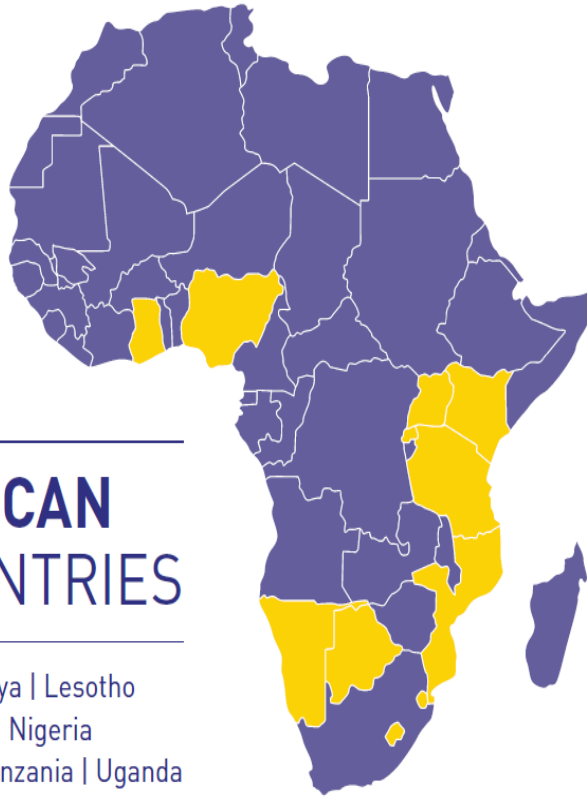 CAN
NTRIES
ya | Lesotho
Nigeria
nzania | Uganda